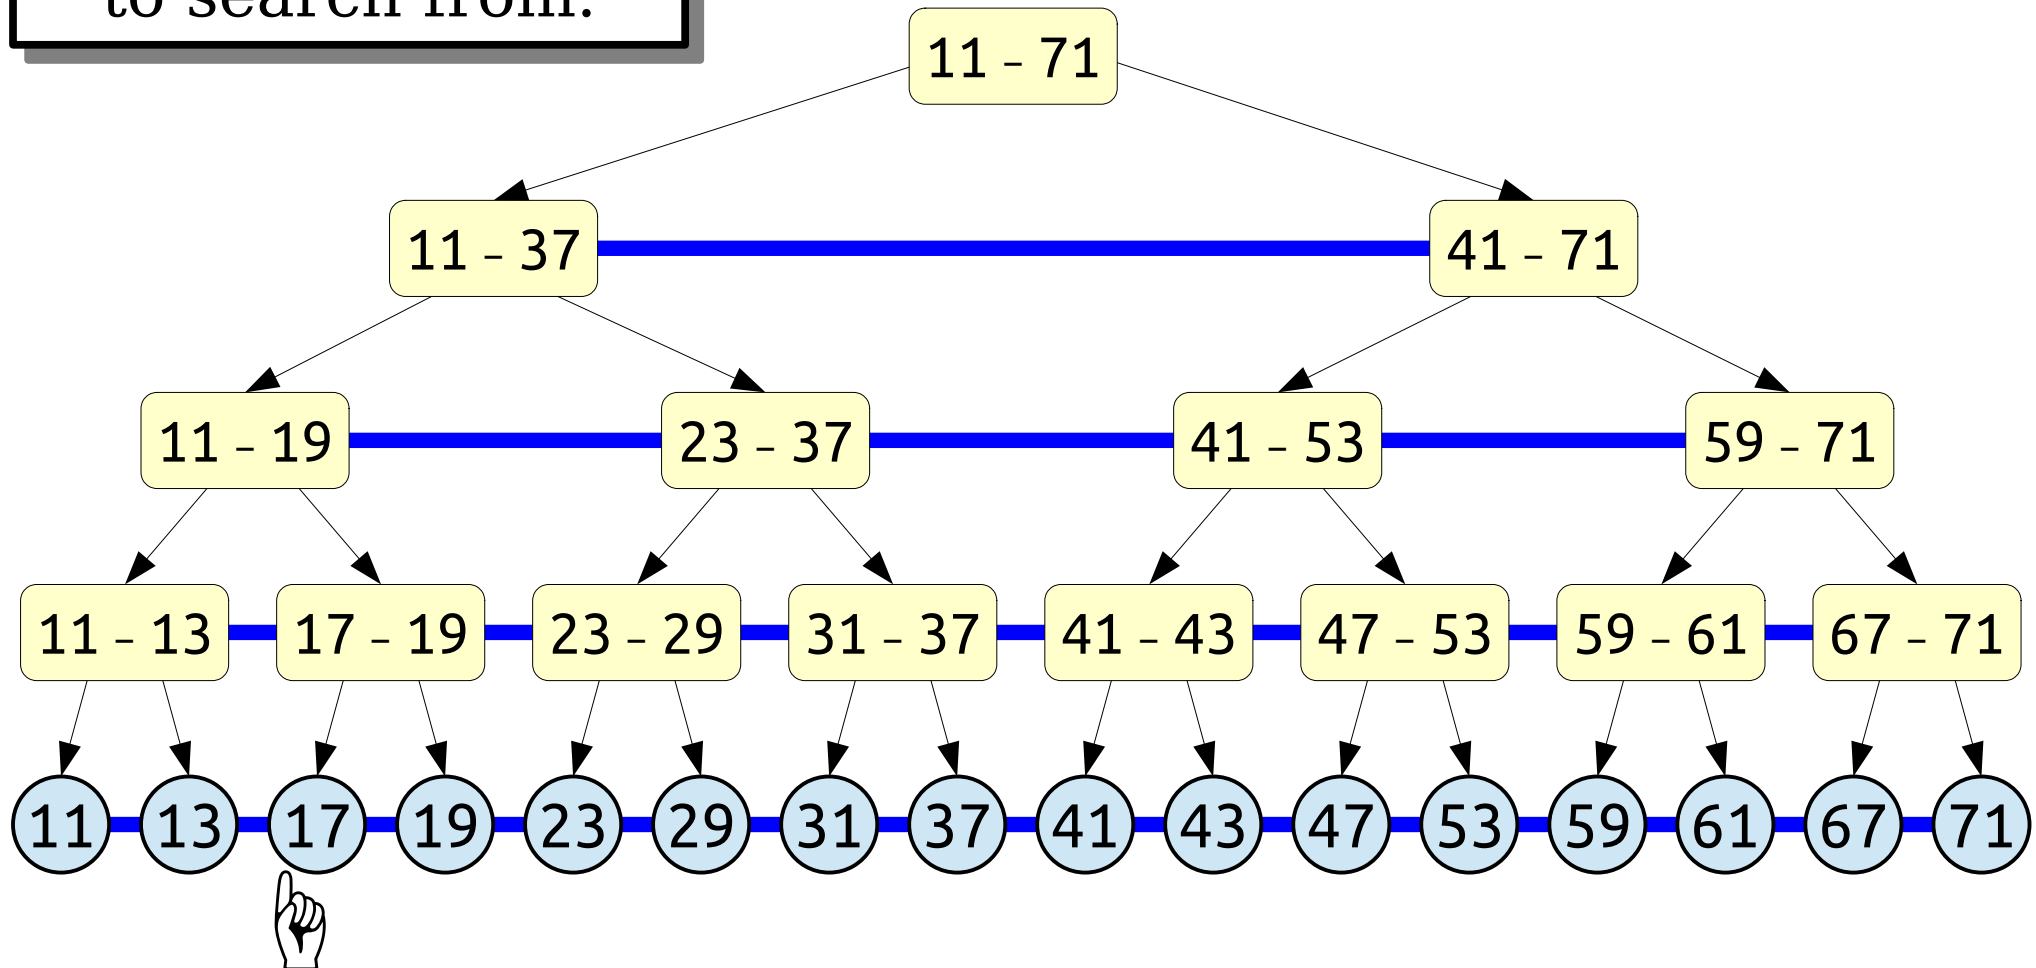 to search from.
11 – 71
11 – 37 41 – 71
11 – 19 23 – 37 41 – 53 59 – 71
11 – 13 17 – 19 23 – 29 31 – 37 41 – 43 47 – 53 59 – 61 67 – 71
11 13 17 19 23 29 31 37 41 43 47 53 59 61 67 71